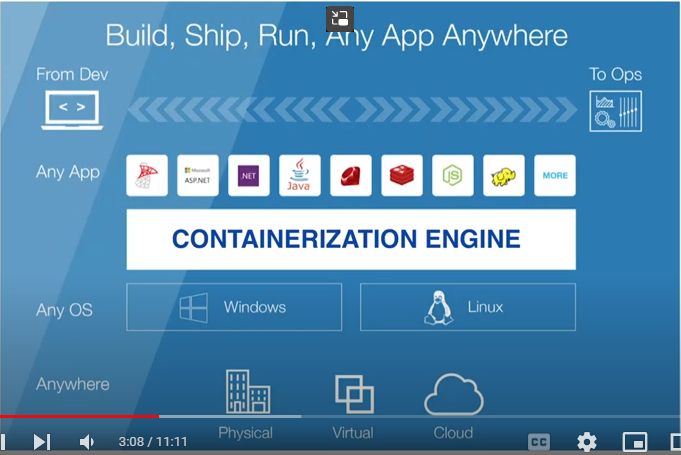 Build, Ship, Run, Any App Anywhere
From Dev
To Ops
< >
Any App
Microsoft
ASP.NET
.NET
Java
JS
MORE
CONTAINERIZATION ENGINE
Any OS
Windows
Linux
Anywhere
Physical
Virtual
Cloud
3:08 / 11:11
CC